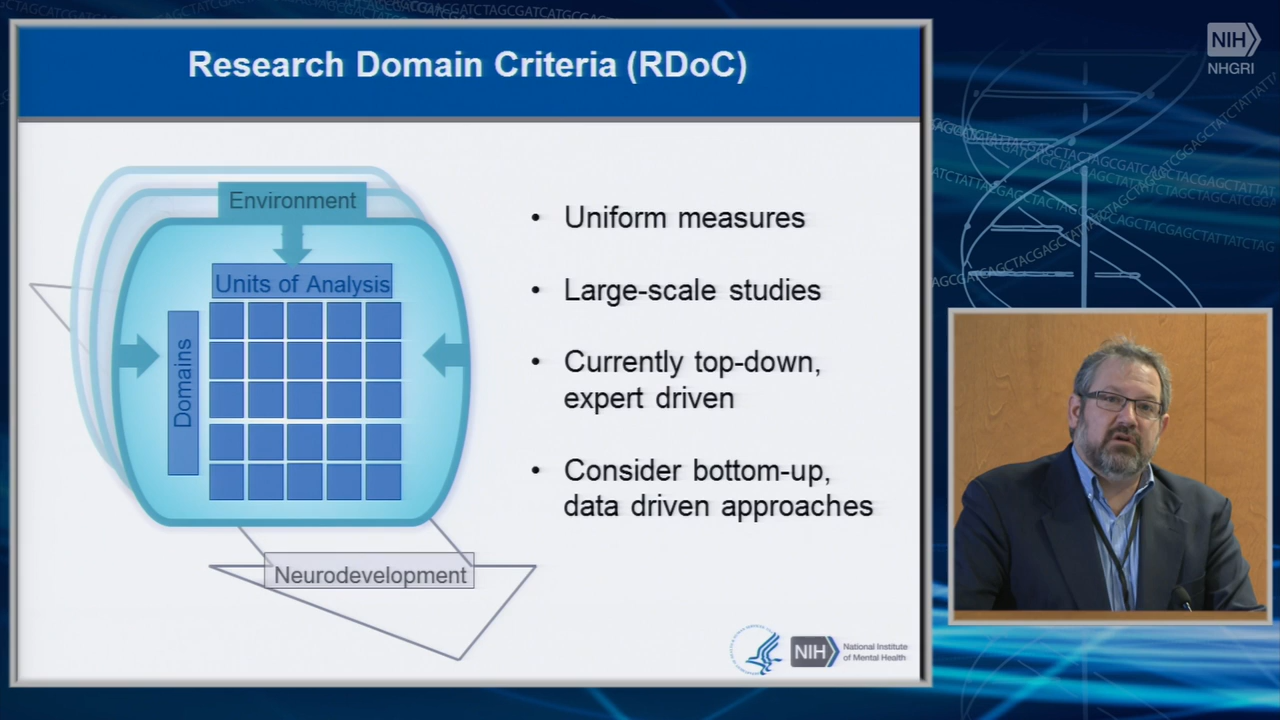 Research Domain Criteria (RDoC)
Environment
Units of Analysis
Domains
Neurodevelopment
• Uniform measures
• Large-scale studies
• Currently top-down,
expert driven
• Consider bottom-up,
data driven approaches
NIH
National Institute
of Mental Health
NIH
NHGRI